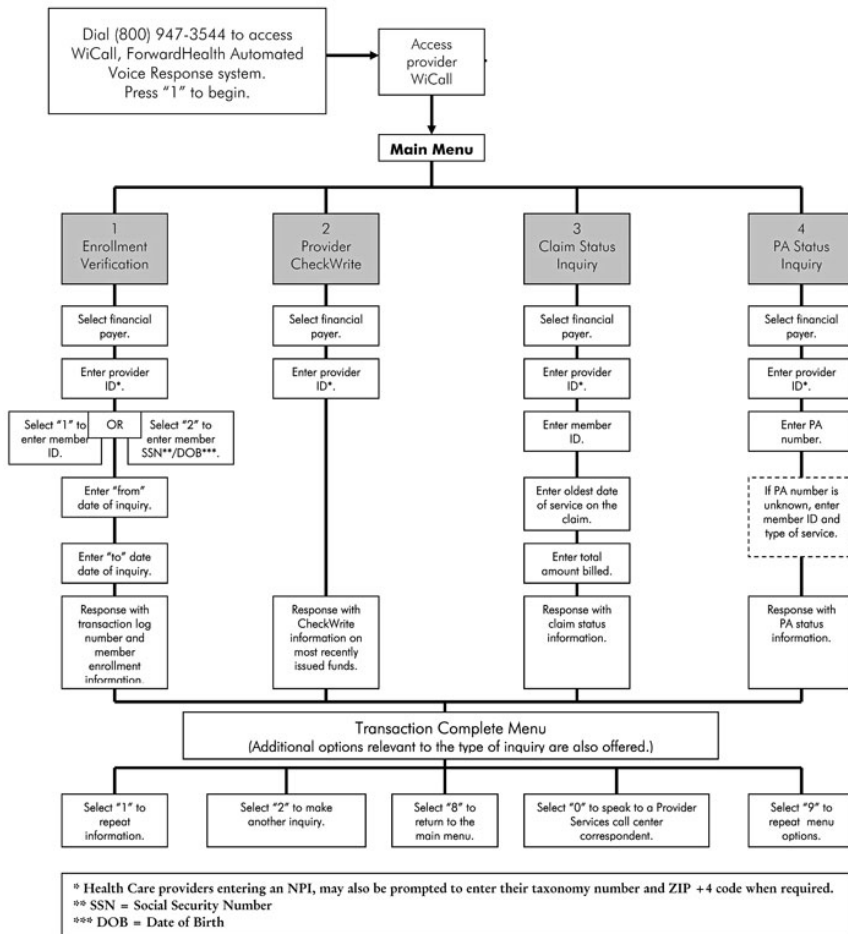 Dial (800) 947-3544 to access
WiCall, ForwardHealth Automated
Voice Response system.
Press “1” to begin.
Access
provider
WiCall
Main Menu
1
Enrollment
Verification
2
Provider
CheckWrite
3
Claim Status
Inquiry
4
PA Status
Inquiry
Select financial
payer.
Select financial
payer.
Select financial
payer.
Select financial
payer.
Enter provider
ID*.
Enter provider
ID*.
Enter provider
ID*.
Enter provider
ID*.
Select “1” to
enter member
ID.
OR
Select “2” to
enter member
SSN**/DOB***.
Enter member
ID.
Enter PA
number.
Enter “from”
date of inquiry.
Enter oldest date
of service on the
claim.
If PA number is
unknown, enter
member ID and
type of service.
Enter “to” date
date of inquiry.
Enter total
amount billed.
Response with
transaction log
number and
member
enrollment
information.
Response with
CheckWrite
information on
most recently
issued funds.
Response with
claim status
information.
Response with
PA status
information.
Transaction Complete Menu
(Additional options relevant to the type of inquiry are also offered.)
Select “1” to
repeat
information.
Select “2” to make
another inquiry.
Select “8” to
return to the
main menu.
Select “0” to speak to a Provider
Services call center
correspondent.
Select “9” to
repeat menu
options.
* Health Care providers entering an NPI, may also be prompted to enter their taxonomy number and ZIP +4 code when required.
** SSN = Social Security Number
*** DOB = Date of Birth